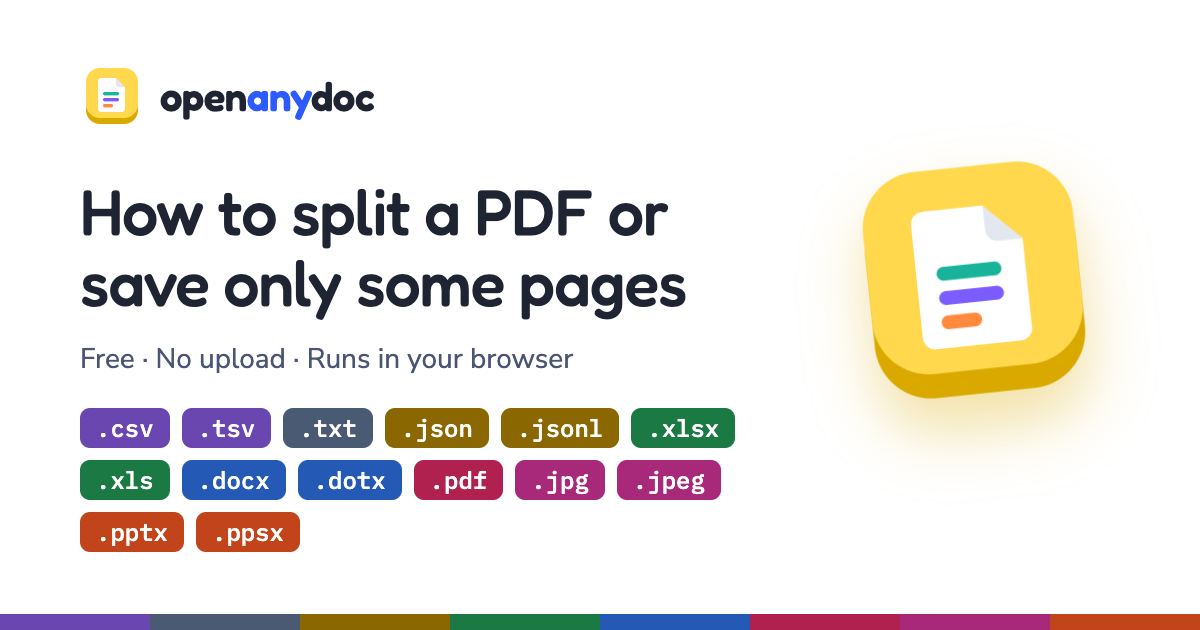 openanydoc
How to split a PDF or
save only some pages
Free · No upload · Runs in your browser
.csv .tsv .txt .json .jsonl .xlsx
.xls .docx .dotx .pdf .jpg .jpeg
.pptx .ppsx